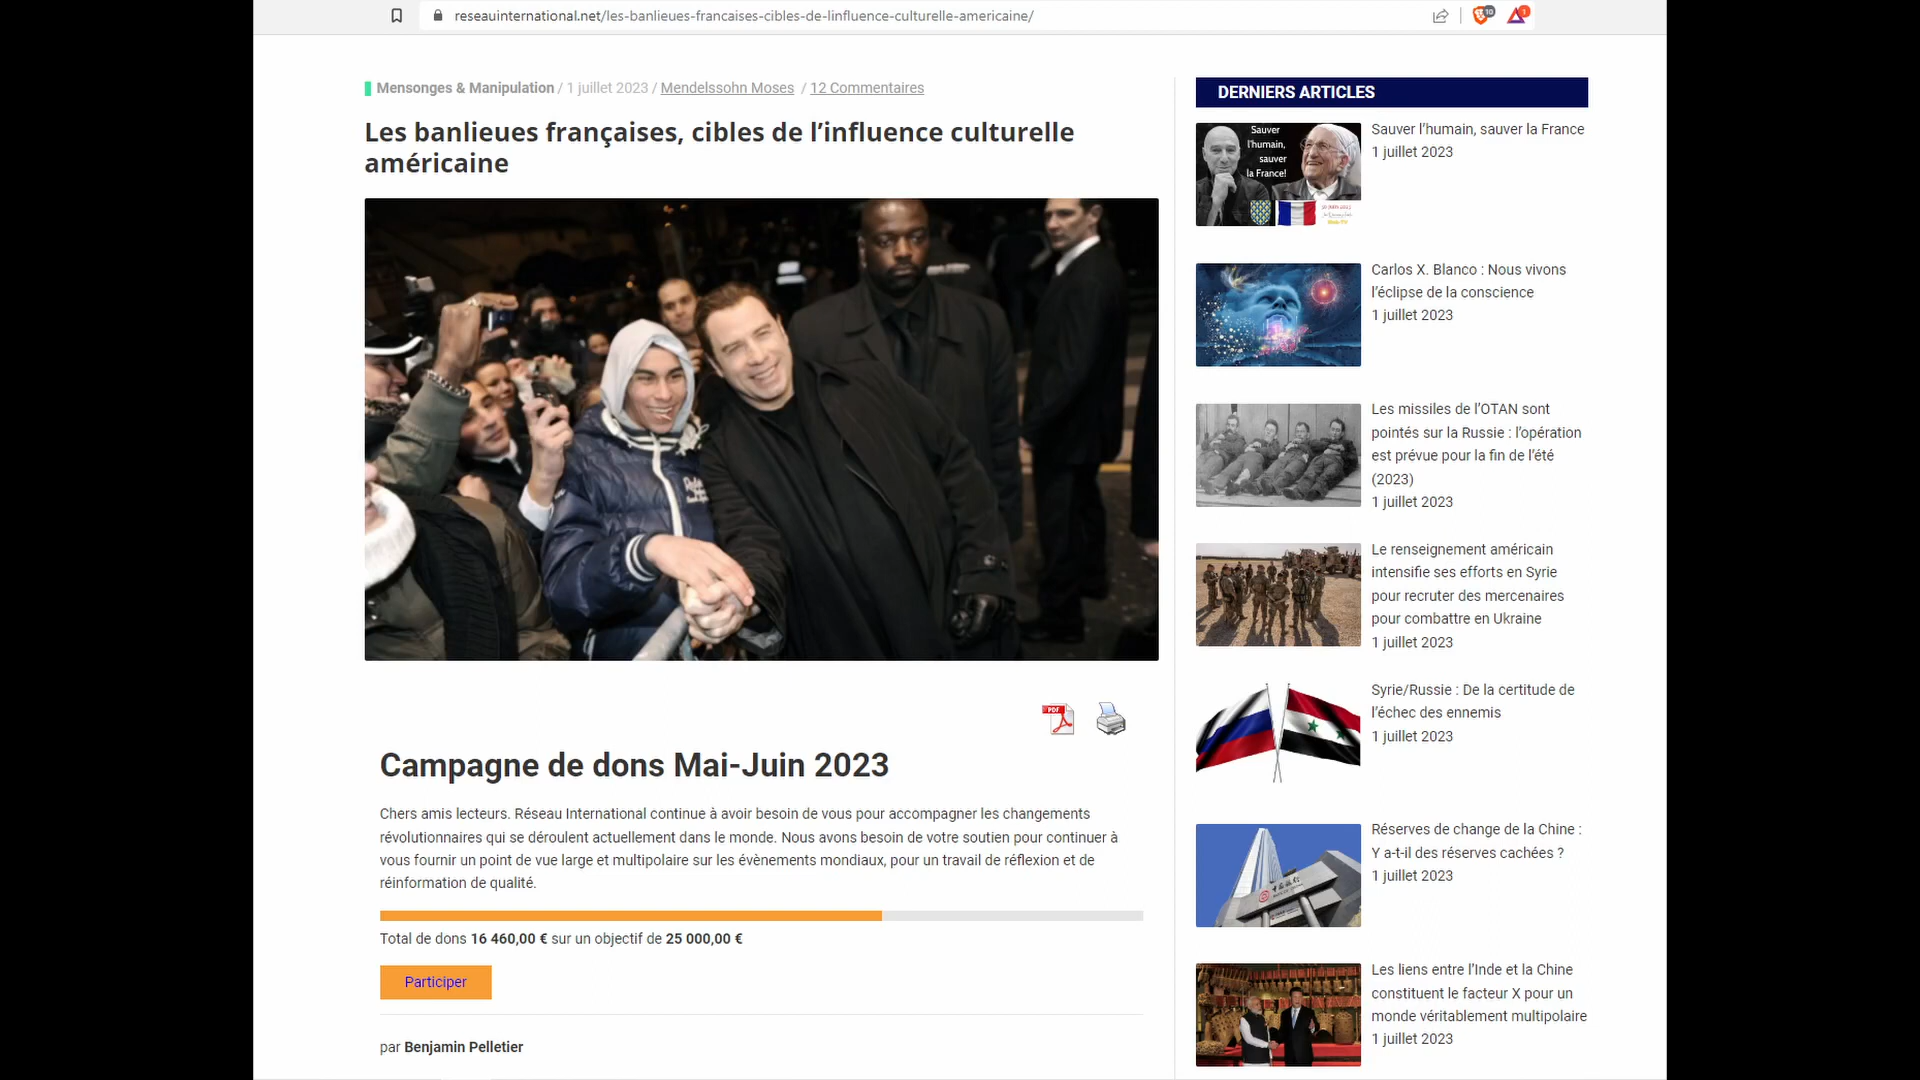 reseauinternational.net/les-banlieues-francaises-cibles-de-linfluence-culturelle-americaine/
10
1
Mensonges & Manipulation / 1 juillet 2023 / Mendelssohn Moses / 12 Commentaires
Les banlieues françaises, cibles de l’influence culturelle
américaine
PDF
Campagne de dons Mai-Juin 2023
Chers amis lecteurs. Réseau International continue à avoir besoin de vous pour accompagner les changements
révolutionnaires qui se déroulent actuellement dans le monde. Nous avons besoin de votre soutien pour continuer à
vous fournir un point de vue large et multipolaire sur les évènements mondiaux, pour un travail de réflexion et de
réinformation de qualité.
Total de dons 16 460,00 € sur un objectif de 25 000,00 €
Participer
par Benjamin Pelletier
DERNIERS ARTICLES
Sauver
l'humain,
sauver
la France!
Sauver l’humain, sauver la France
1 juillet 2023
Carlos X. Blanco : Nous vivons
l’éclipse de la conscience
1 juillet 2023
Les missiles de l’OTAN sont
pointés sur la Russie : l’opération
est prévue pour la fin de l’été
(2023)
1 juillet 2023
Le renseignement américain
intensifie ses efforts en Syrie
pour recruter des mercenaires
pour combattre en Ukraine
1 juillet 2023
Syrie/Russie : De la certitude de
l’échec des ennemis
1 juillet 2023
Réserves de change de la Chine :
Y a-t-il des réserves cachées ?
1 juillet 2023
Les liens entre l’Inde et la Chine
constituent le facteur X pour un
monde véritablement multipolaire
1 juillet 2023